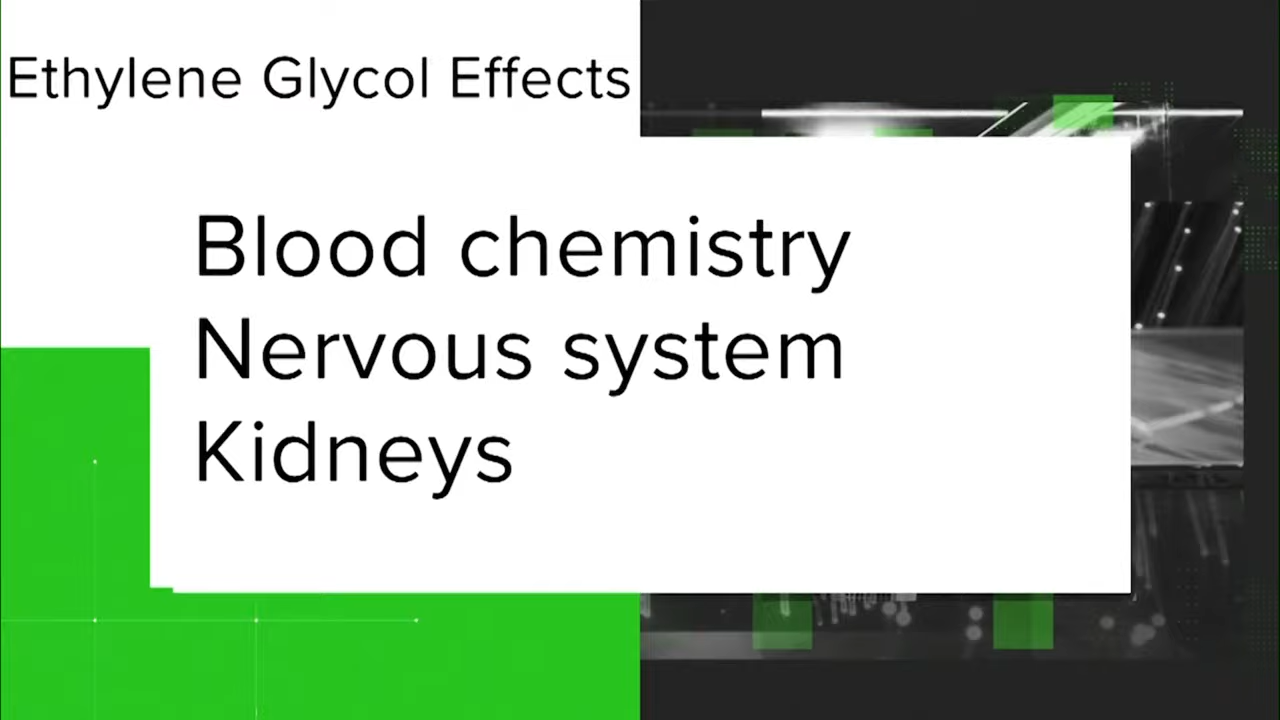 Ethylene Glycol Effects
Blood chemistry
Nervous system
Kidneys